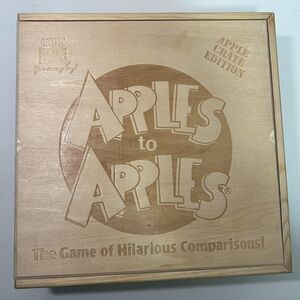 APPLE
CRATE
EDITION
APPLES
to
APPLES®
The Game of Hilarious Comparisons!